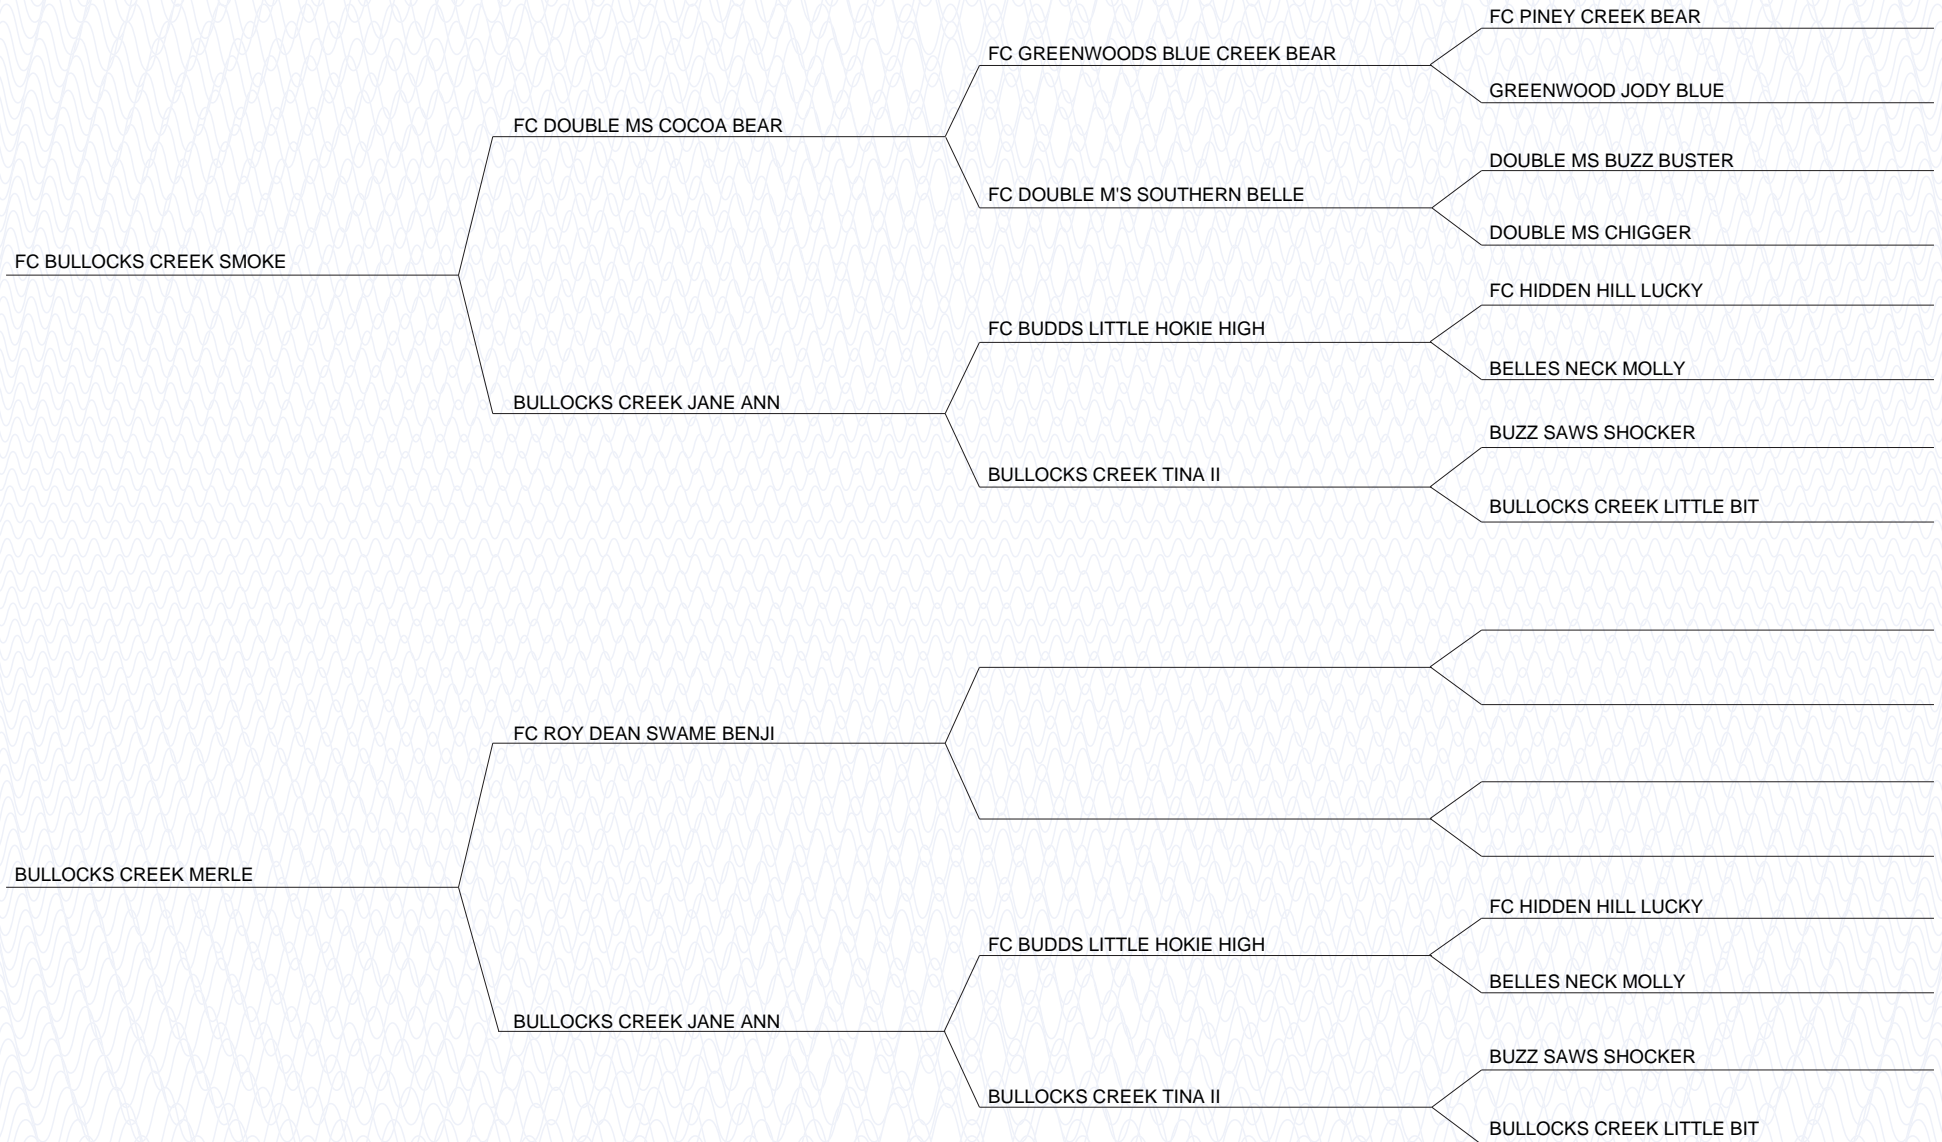 FC PINEY CREEK BEAR
FC GREENWOODS BLUE CREEK BEAR
GREENWOOD JODY BLUE
FC DOUBLE MS COCOA BEAR
DOUBLE MS BUZZ BUSTER
FC DOUBLE M'S SOUTHERN BELLE
DOUBLE MS CHIGGER
FC BULLOCKS CREEK SMOKE
FC HIDDEN HILL LUCKY
FC BUDDS LITTLE HOKIE HIGH
BELLES NECK MOLLY
BULLOCKS CREEK JANE ANN
BUZZ SAWS SHOCKER
BULLOCKS CREEK TINA II
BULLOCKS CREEK LITTLE BIT
FC ROY DEAN SWAME BENJI
BULLOCKS CREEK MERLE
FC HIDDEN HILL LUCKY
FC BUDDS LITTLE HOKIE HIGH
BELLES NECK MOLLY
BULLOCKS CREEK JANE ANN
BUZZ SAWS SHOCKER
BULLOCKS CREEK TINA II
BULLOCKS CREEK LITTLE BIT